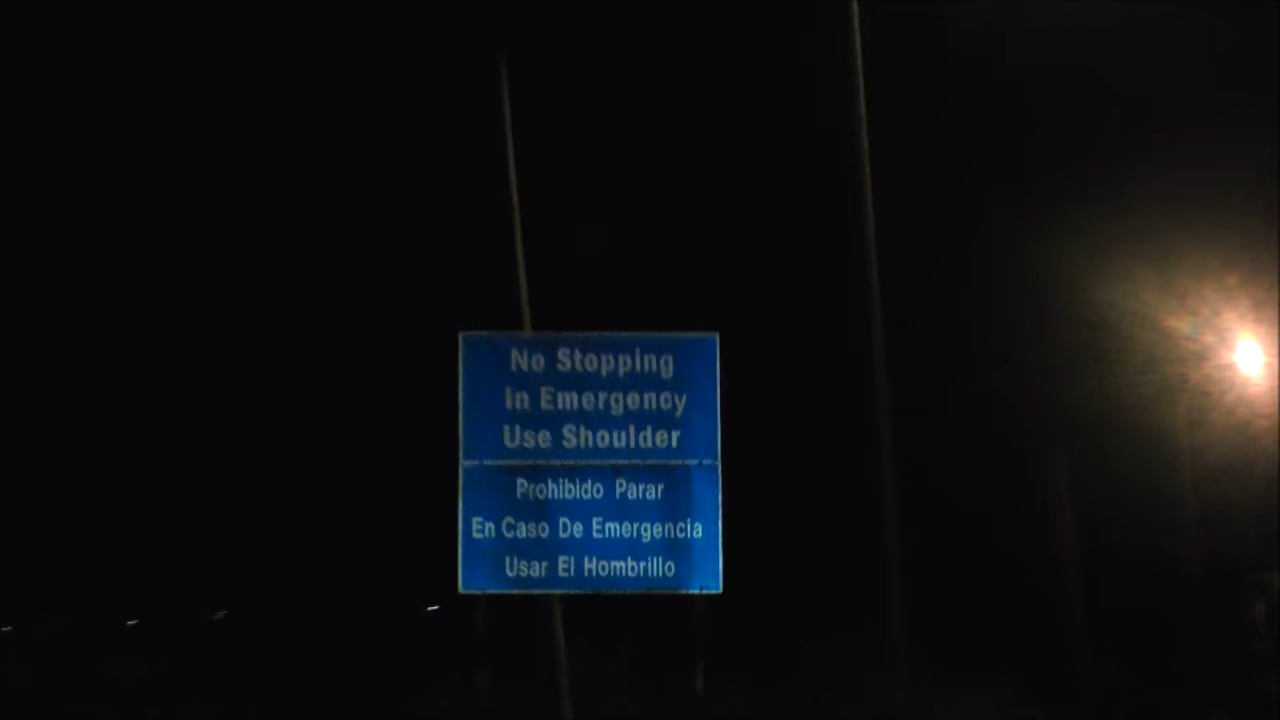 No Stopping
In Emergency
Use Shoulder
Prohibido Parar
En Caso De Emergencia
Usar El Hombrillo